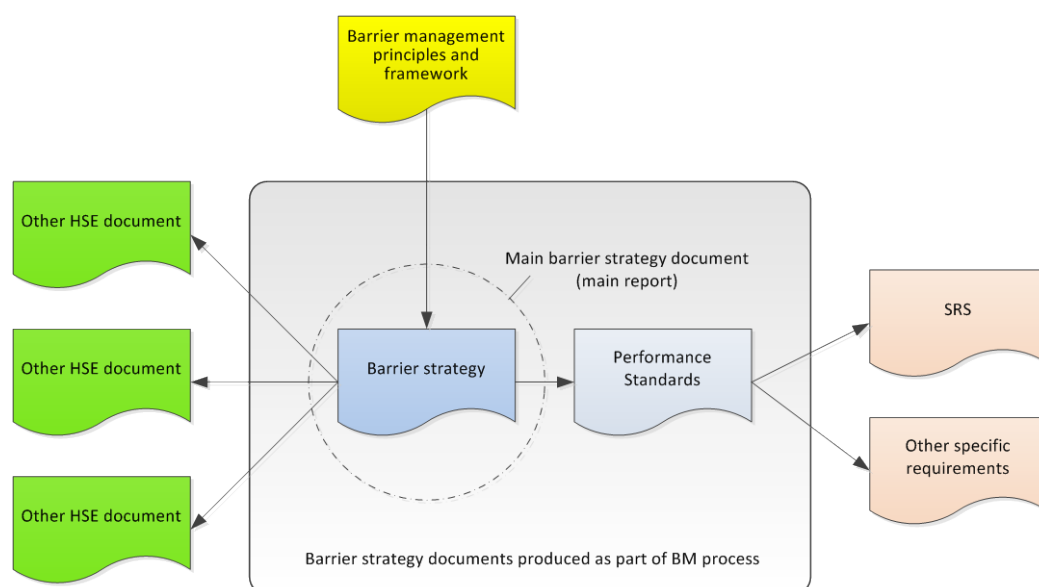 Barrier management
principles and
framework
Other HSE document
Main barrier strategy document
(main report)
SRS
Other HSE document
Barrier strategy
Performance
Standards
Other specific
requirements
Other HSE document
Barrier strategy documents produced as part of BM process